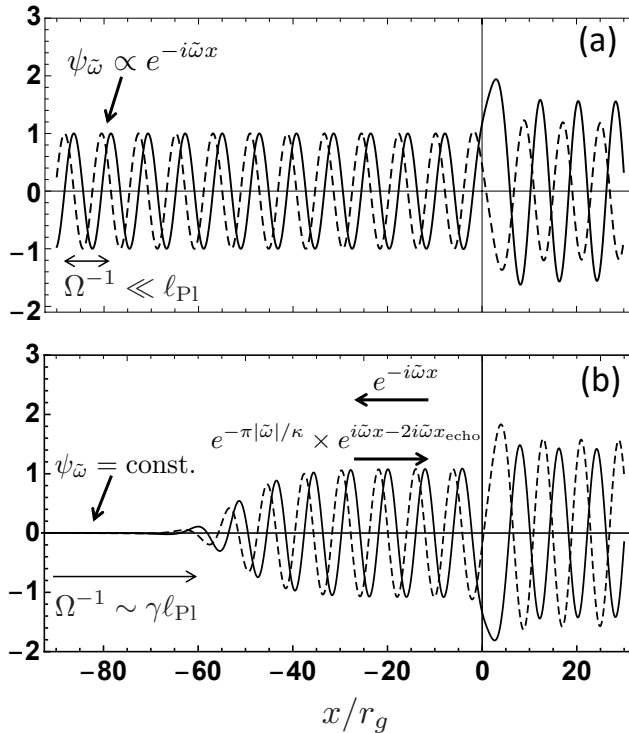 3
(a)
ψ_ω̃ ∝ e^{-iω̃x}
2
1
0
−1
Ω^{-1} ≪ ℓ_Pl
−2
3
(b)
e^{-iω̃x}
2
e^{-π|ω̃|/κ} × e^{iω̃x-2iω̃x_echo}
ψ_ω̃ = const.
1
0
−1
Ω^{-1} ∼ γℓ_Pl
−2
−80 −60 −40 −20 0 20
x/r_g